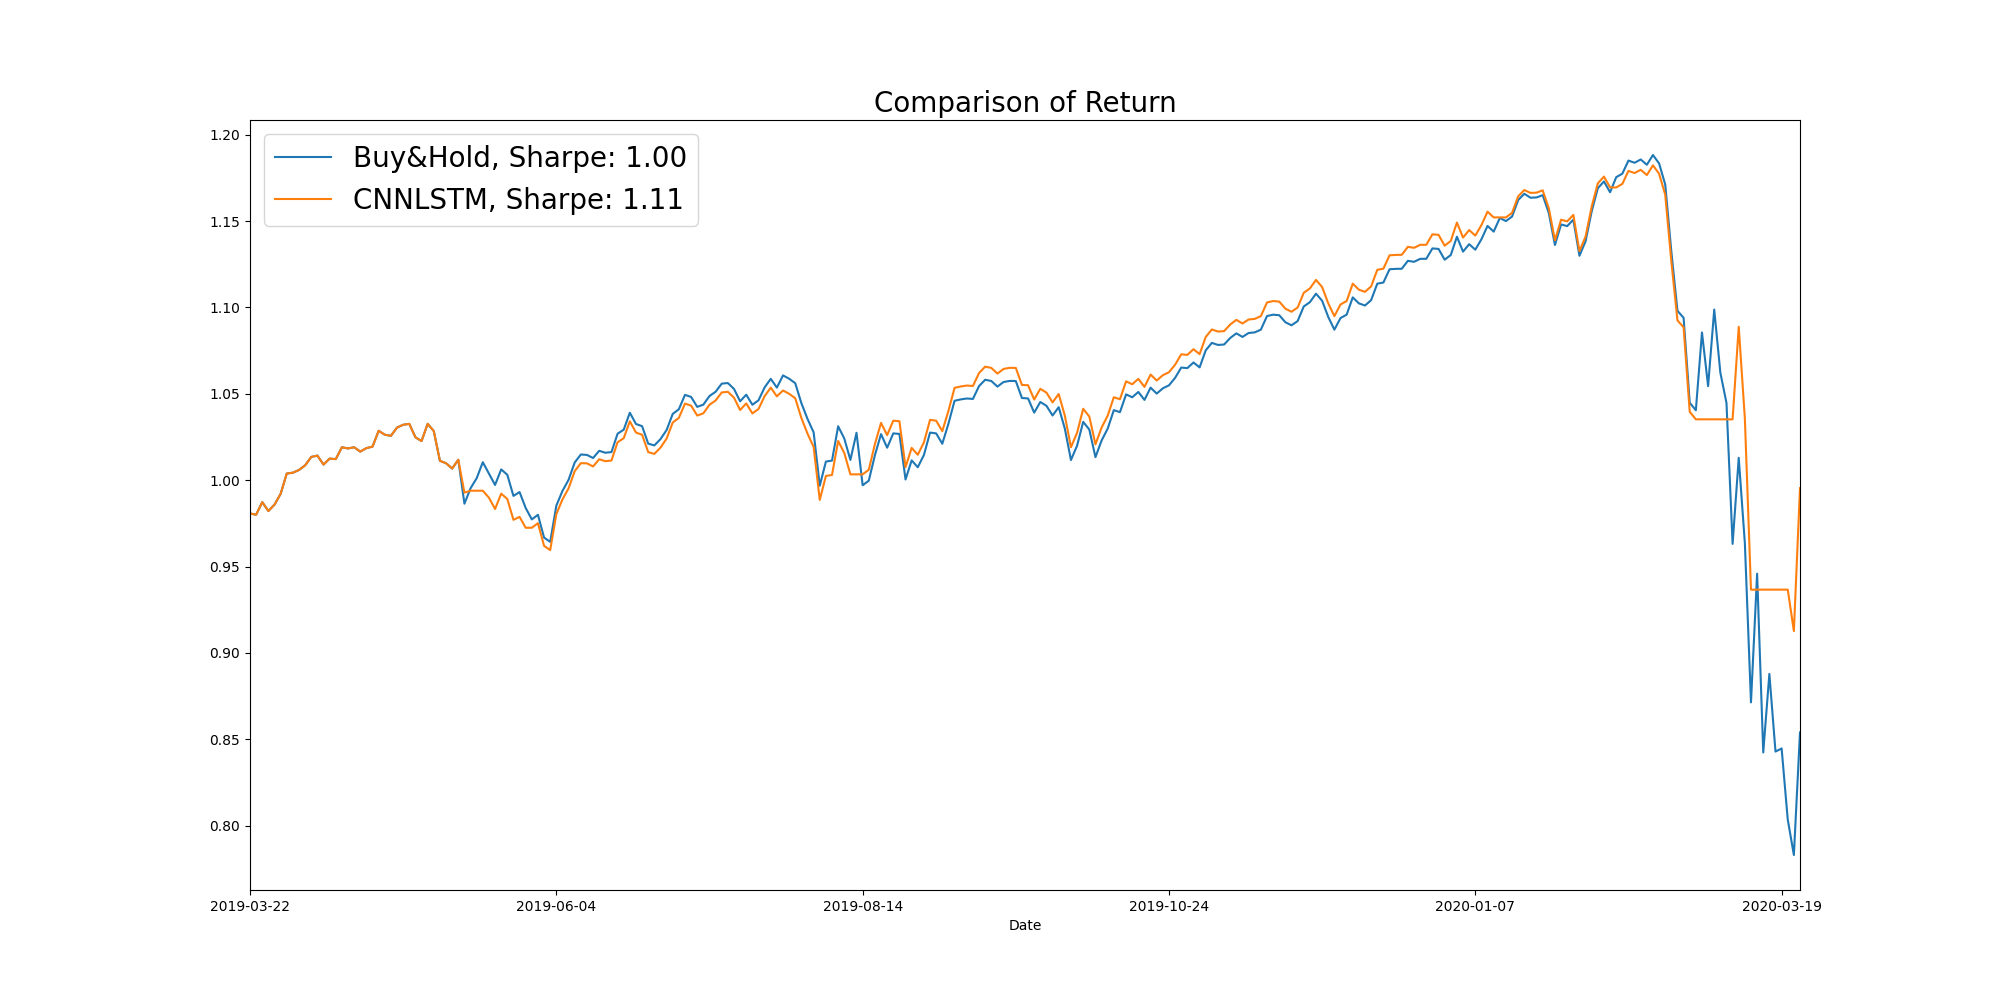 Comparison of Return
Buy&Hold, Sharpe: 1.00
CNNLSTM, Sharpe: 1.11
1.20
1.15
1.10
1.05
1.00
0.95
0.90
0.85
0.80
2019-03-22 2019-06-04 2019-08-14 2019-10-24 2020-01-07 2020-03-19
Date